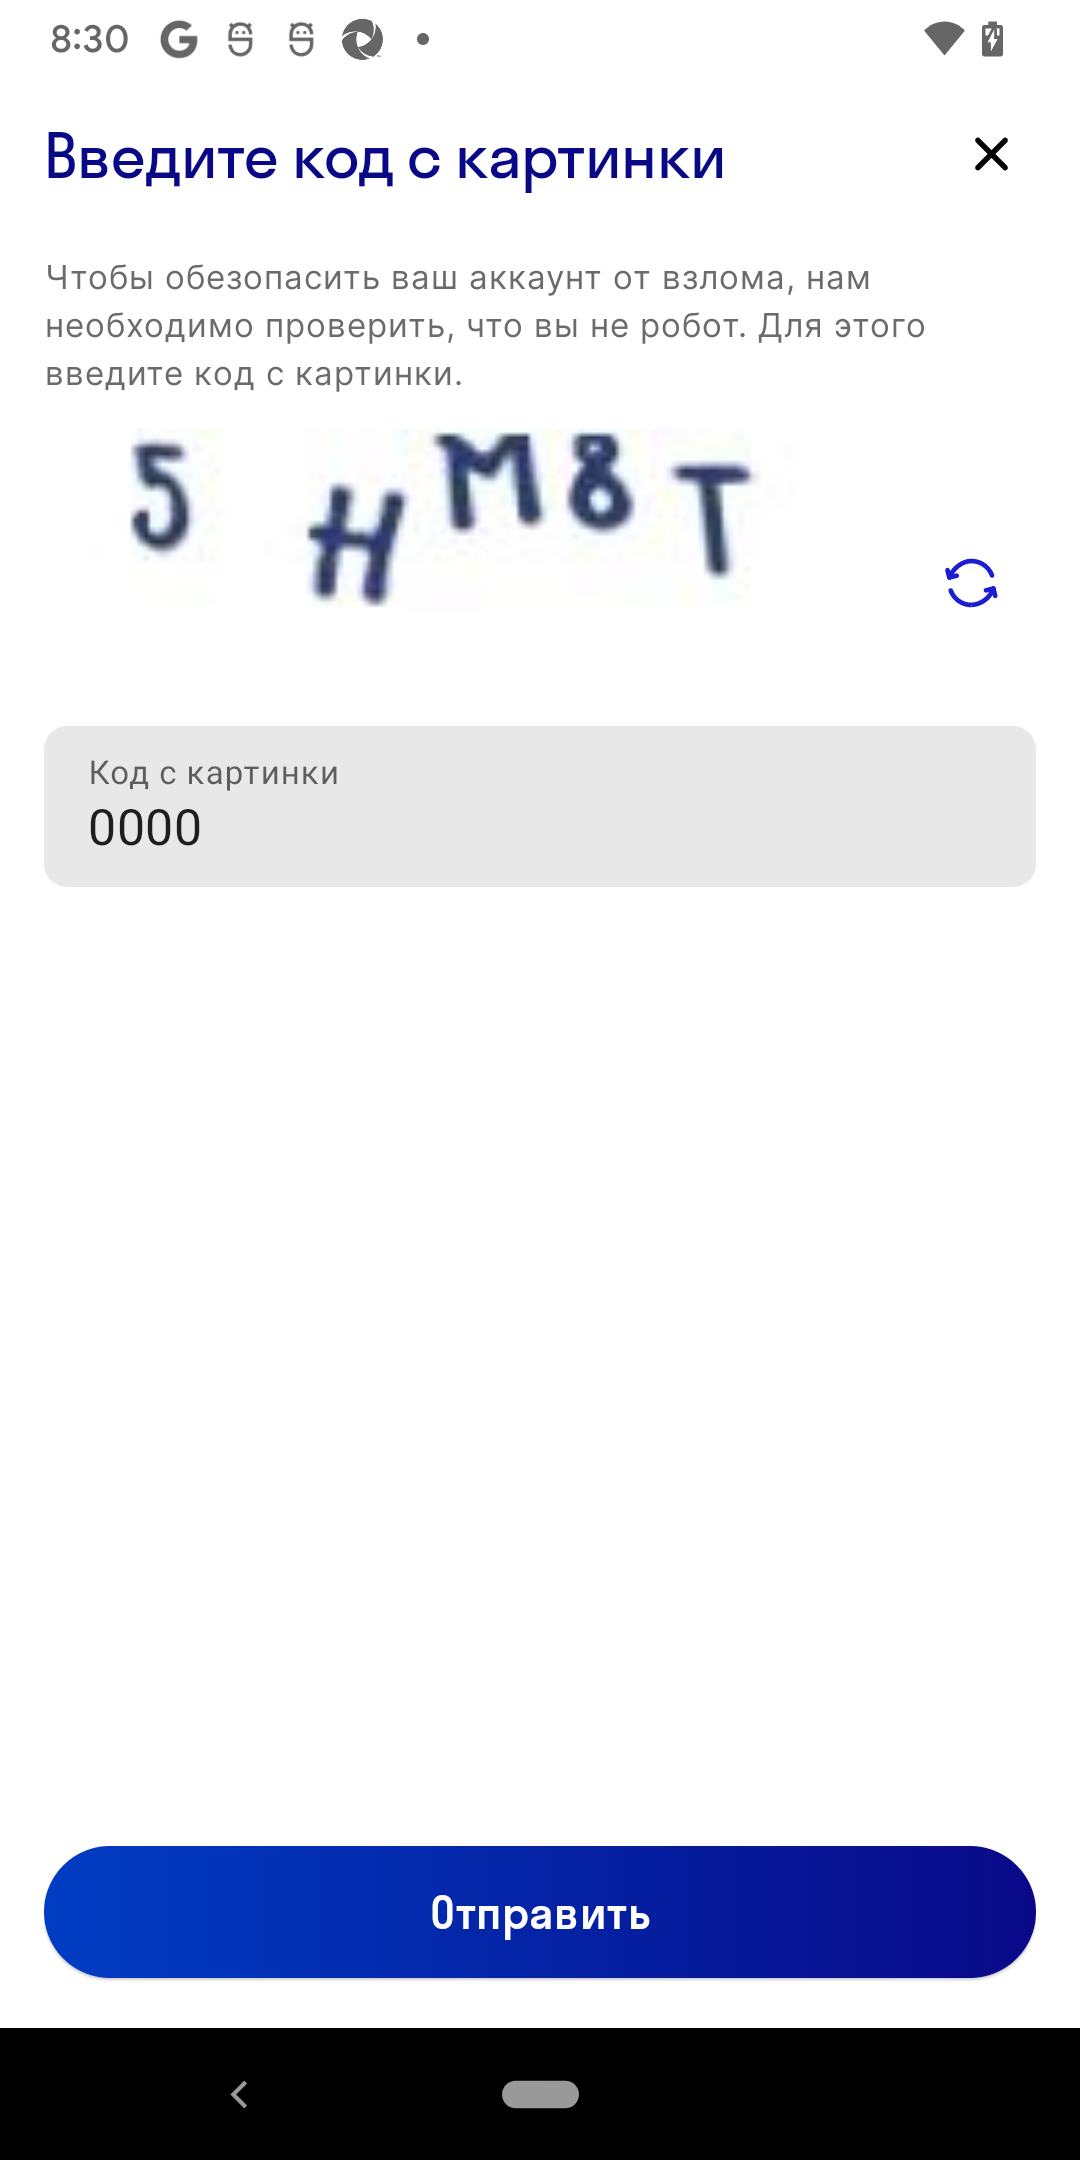 8:30
Введите код с картинки
Чтобы обезопасить ваш аккаунт от взлома, нам
необходимо проверить, что вы не робот. Для этого
введите код с картинки.
5 HM8T
Код с картинки
0000
Отправить